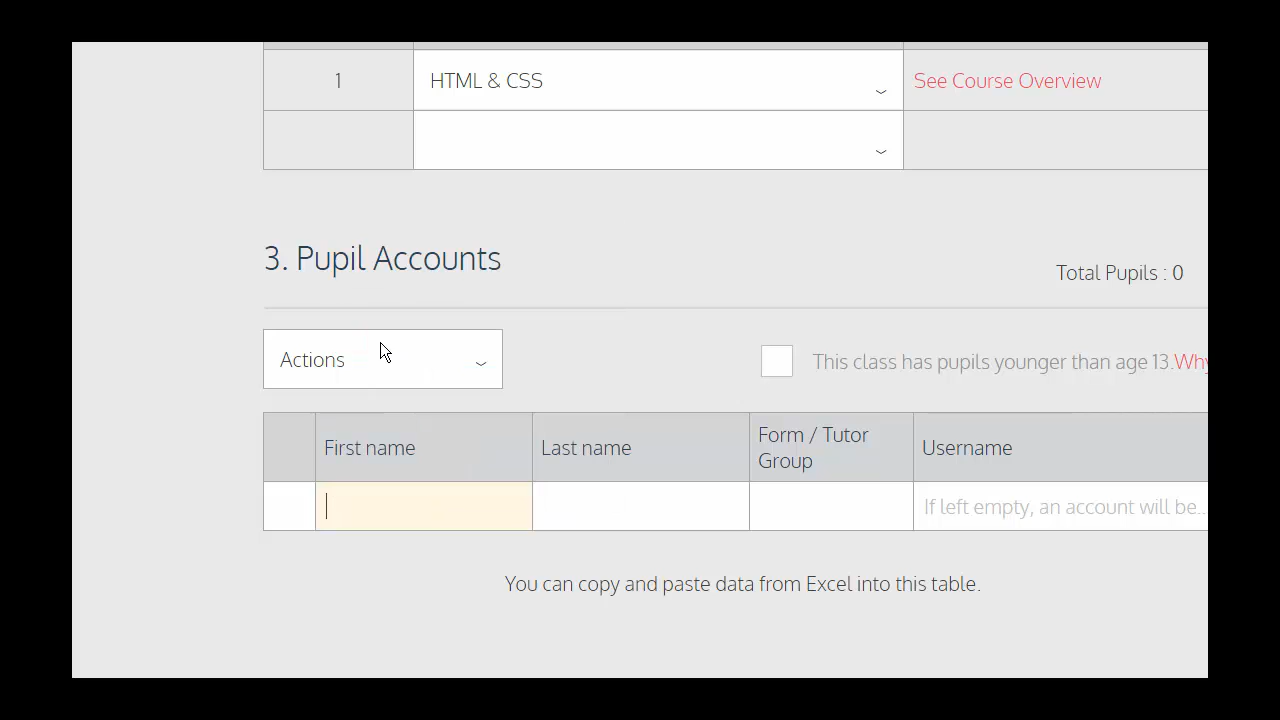 1 HTML & CSS See Course Overview
3. Pupil Accounts
Total Pupils : 0
Actions This class has pupils younger than age 13.Why
First name Last name Form / Tutor Group Username
If left empty, an account will be..
You can copy and paste data from Excel into this table.